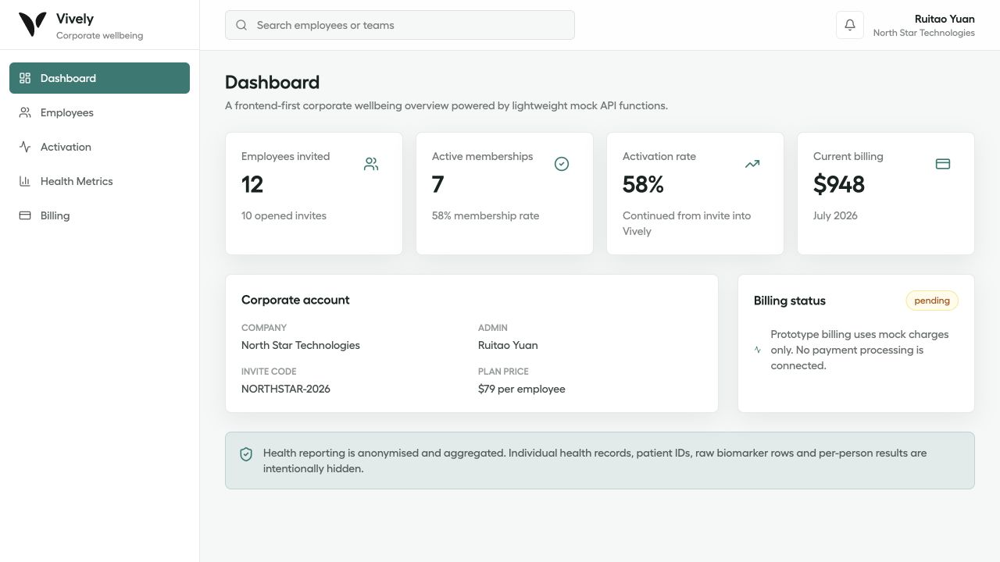 Vively
Corporate wellbeing
Search employees or teams
Ruitao Yuan
North Star Technologies
Dashboard
Employees
Activation
Health Metrics
Billing
Dashboard
A frontend-first corporate wellbeing overview powered by lightweight mock API functions.
Employees invited
12
10 opened invites
Active memberships
7
58% membership rate
Activation rate
58%
Continued from invite into
Vively
Current billing
$948
July 2026
Corporate account
COMPANY
North Star Technologies
ADMIN
Ruitao Yuan
INVITE CODE
NORTHSTAR-2026
PLAN PRICE
$79 per employee
Billing status
pending
Prototype billing uses mock charges
only. No payment processing is
connected.
Health reporting is anonymised and aggregated. Individual health records, patient IDs, raw biomarker rows and per-person results are
intentionally hidden.